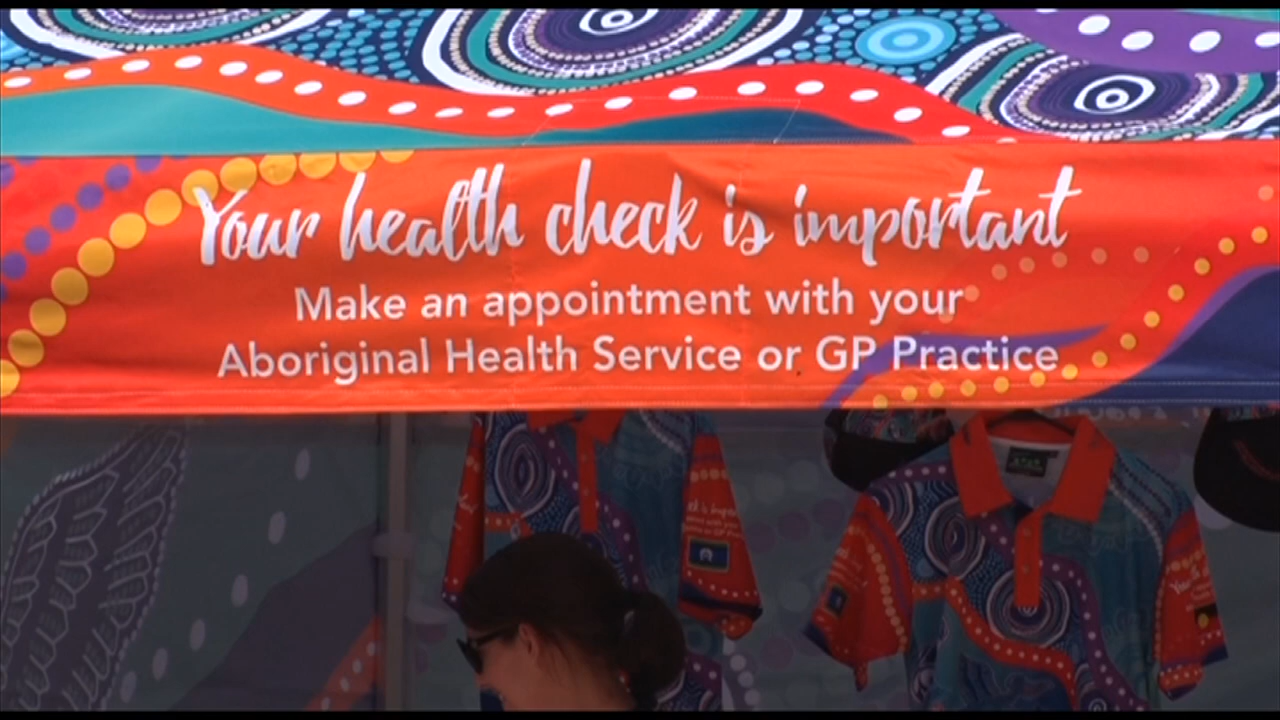 Your health check is important
Make an appointment with your
Aboriginal Health Service or GP Practice